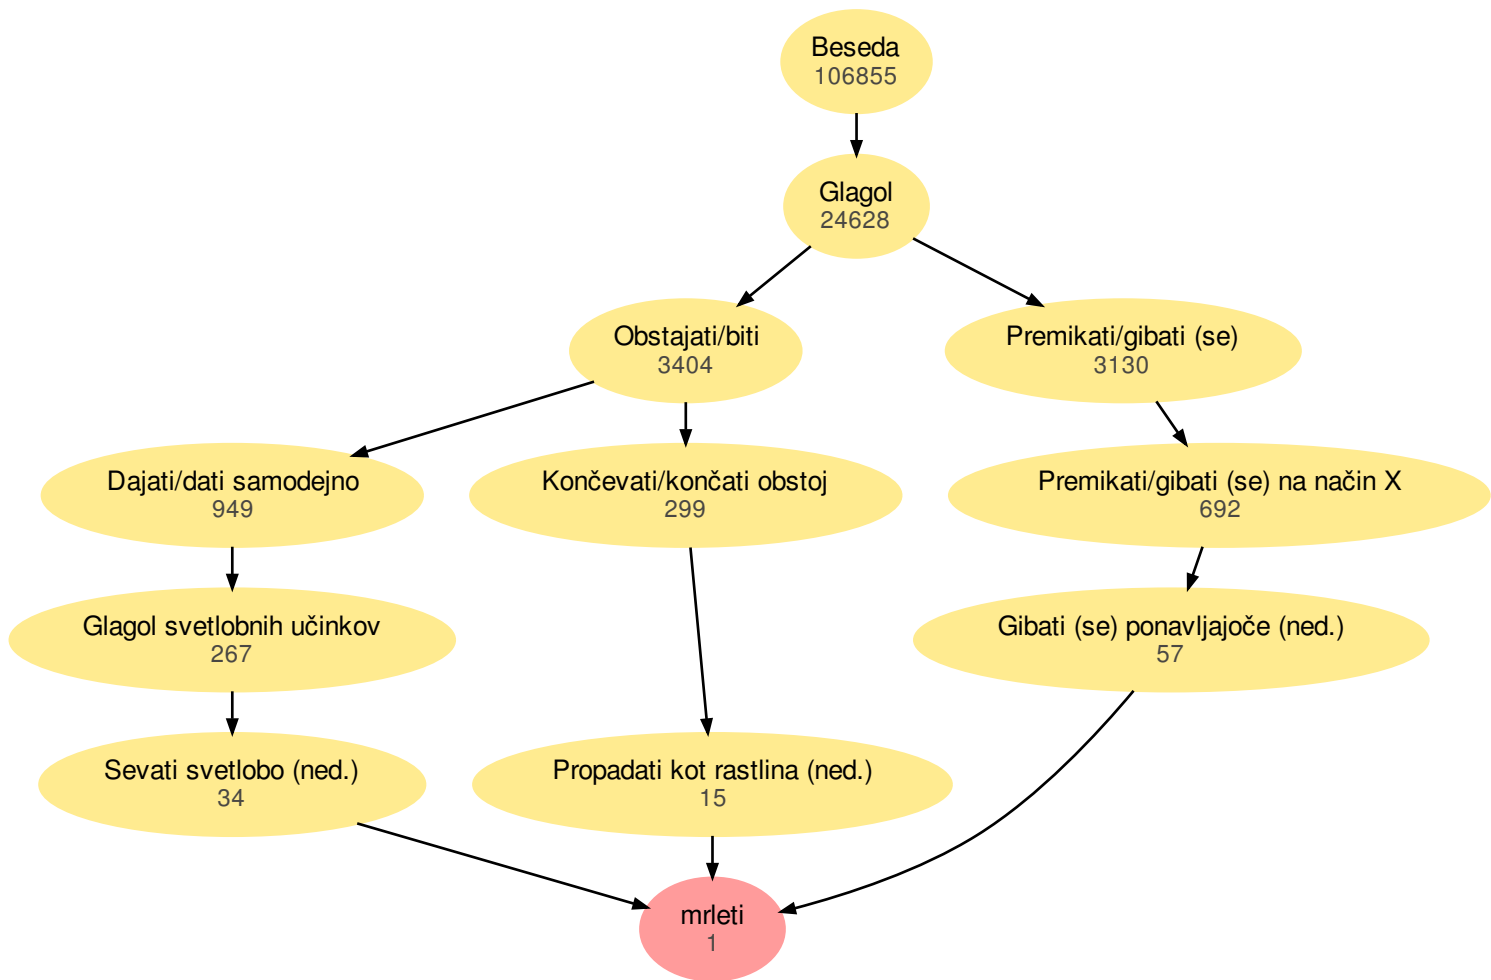 Beseda
106855
Glagol
24628
Obstajati/biti
3404
Premikati/gibati (se)
3130
Dajati/dati samodejno
949
Končevati/končati obstoj
299
Premikati/gibati (se) na način X
692
Glagol svetlobnih učinkov
267
Gibati (se) ponavljajoče (ned.)
57
Sevati svetlobo (ned.)
34
Propadati kot rastlina (ned.)
15
mrleti
1